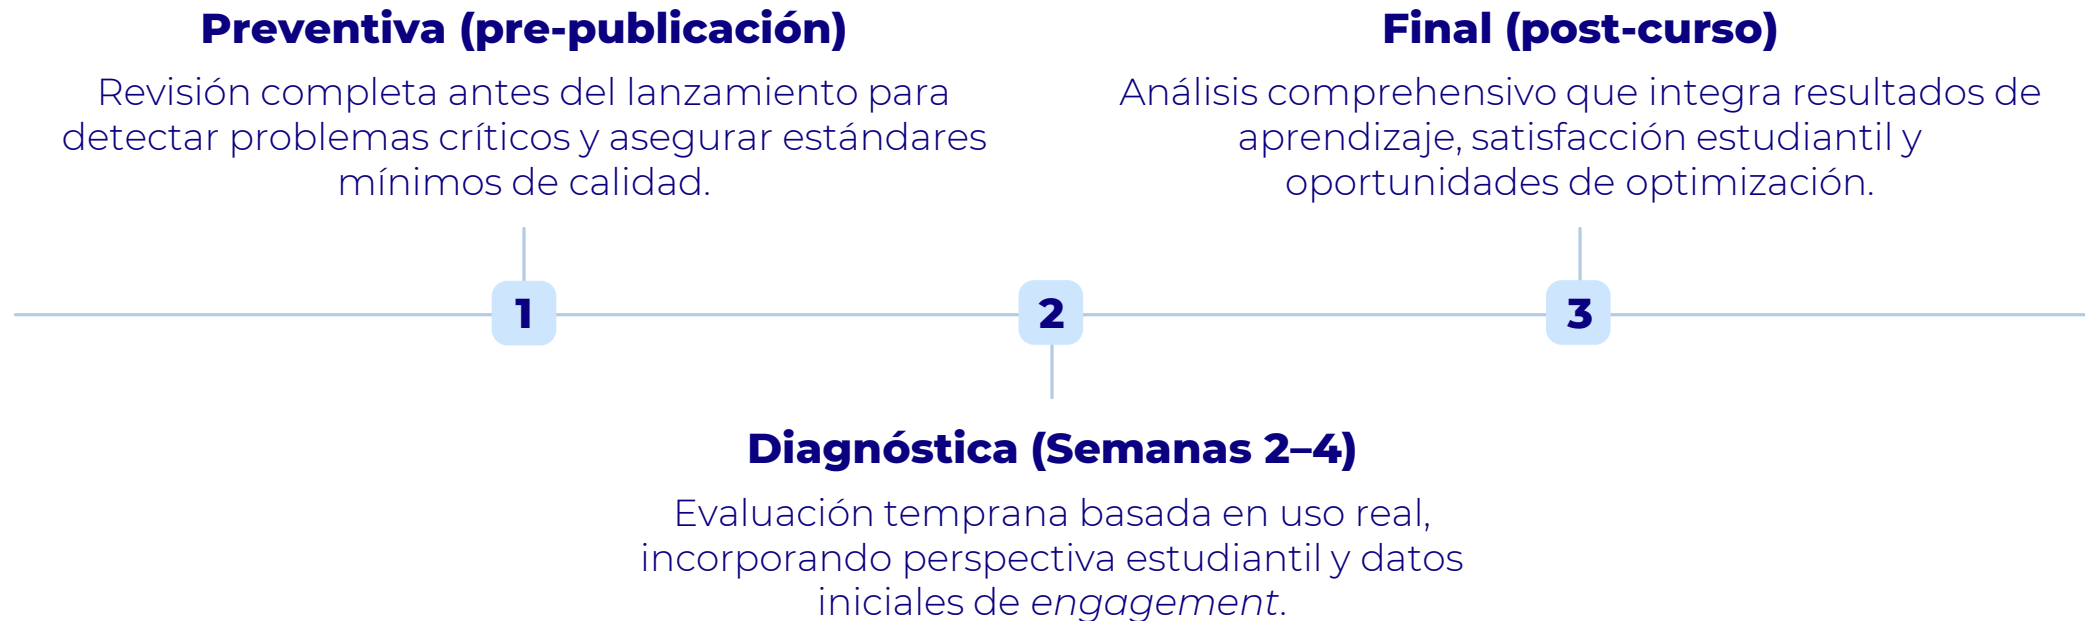 Preventiva (pre-publicación)
Revisión completa antes del lanzamiento para
detectar problemas críticos y asegurar estándares
mínimos de calidad.
1
2
Diagnóstica (Semanas 2–4)
Evaluación temprana basada en uso real,
incorporando perspectiva estudiantil y datos
iniciales de engagement.
Final (post-curso)
Análisis comprehensivo que integra resultados de
aprendizaje, satisfacción estudiantil y
oportunidades de optimización.
3